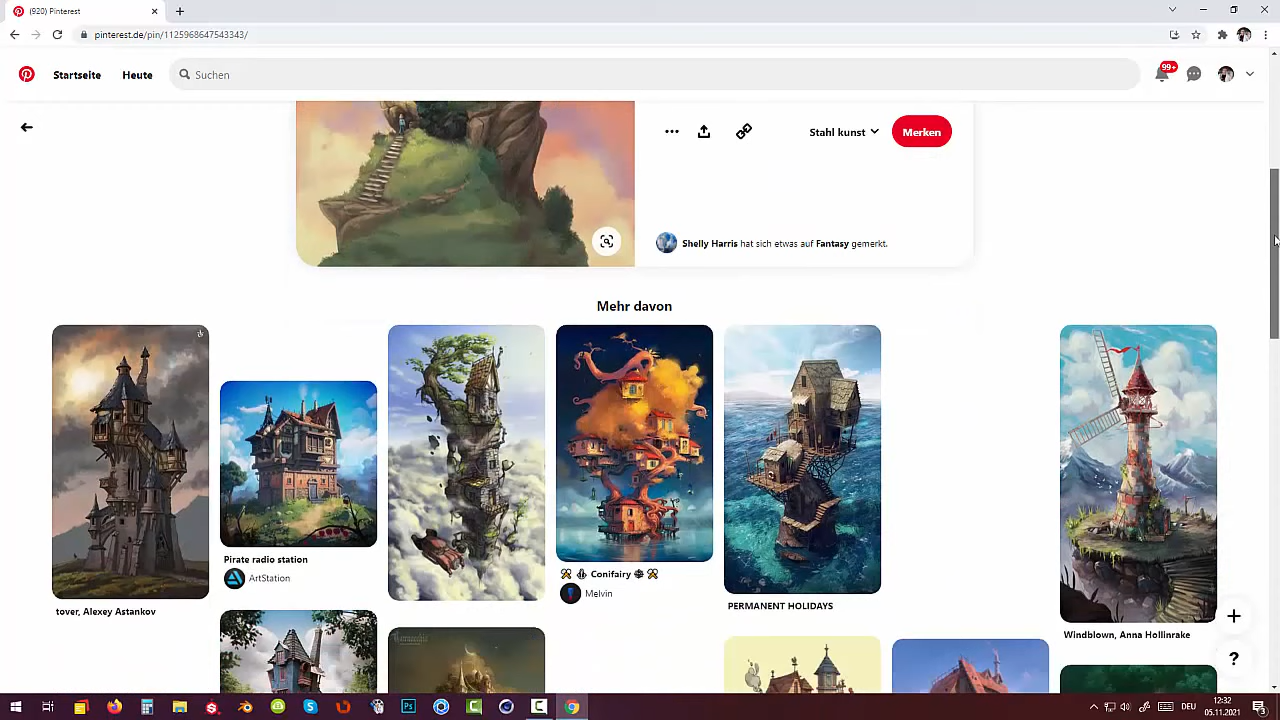 (920) Pinterest
pinterest.de/pin/1125968647543343/
Startseite
Heute
Suchen
99+
Stahl kunst
Merken
Shelly Harris hat sich etwas auf Fantasy gemerkt.
Mehr davon
Pirate radio station
ArtStation
Conifairy
Melvin
tover, Alexey Astankov
PERMANENT HOLIDAYS
Windblown, Anna Hollinrake
+
?
Ps
DEU
12:32
05.11.2021